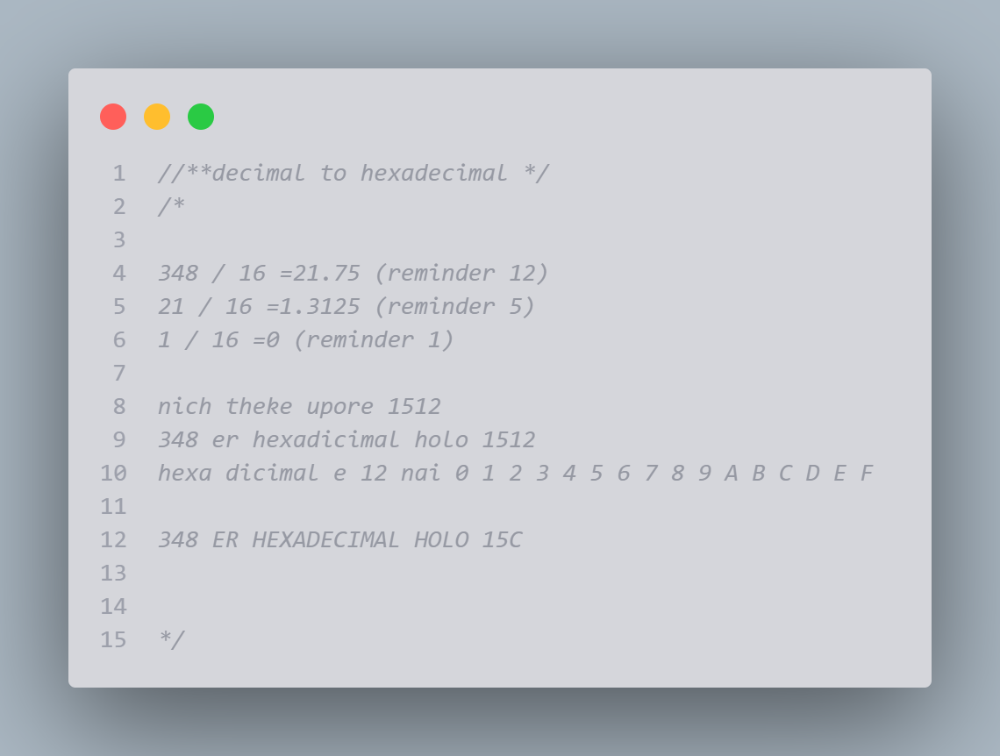 1 //**decimal to hexadecimal */
2 /*
3
4 348 / 16 =21.75 (reminder 12)
5 21 / 16 =1.3125 (reminder 5)
6 1 / 16 =0 (reminder 1)
7
8 nich theke upore 1512
9 348 er hexadicimal holo 1512
10 hexa dicimal e 12 nai 0 1 2 3 4 5 6 7 8 9 A B C D E F
11
12 348 ER HEXADECIMAL HOLO 15C
13
14
15 */